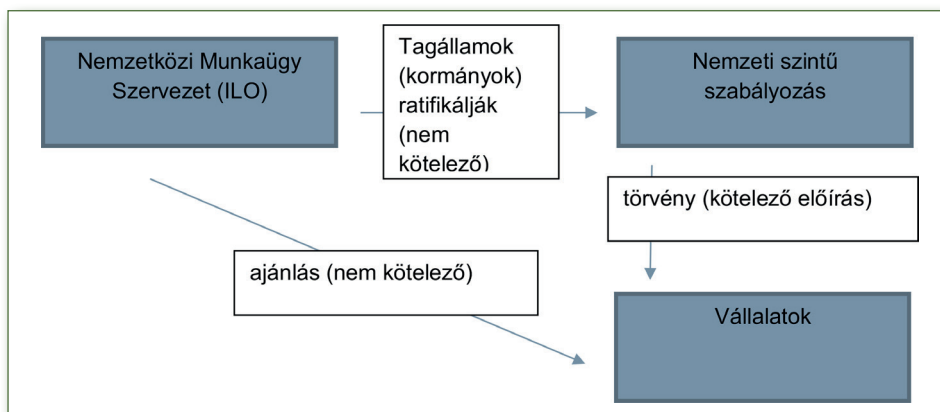 Nemzetközi Munkaügy
Szervezet (ILO)
Tagállamok
(kormányok)
ratifikálják
(nem
kötelező)
Nemzeti szintű
szabályozás
törvény (kötelező előírás)
ajánlás (nem kötelező)
Vállalatok